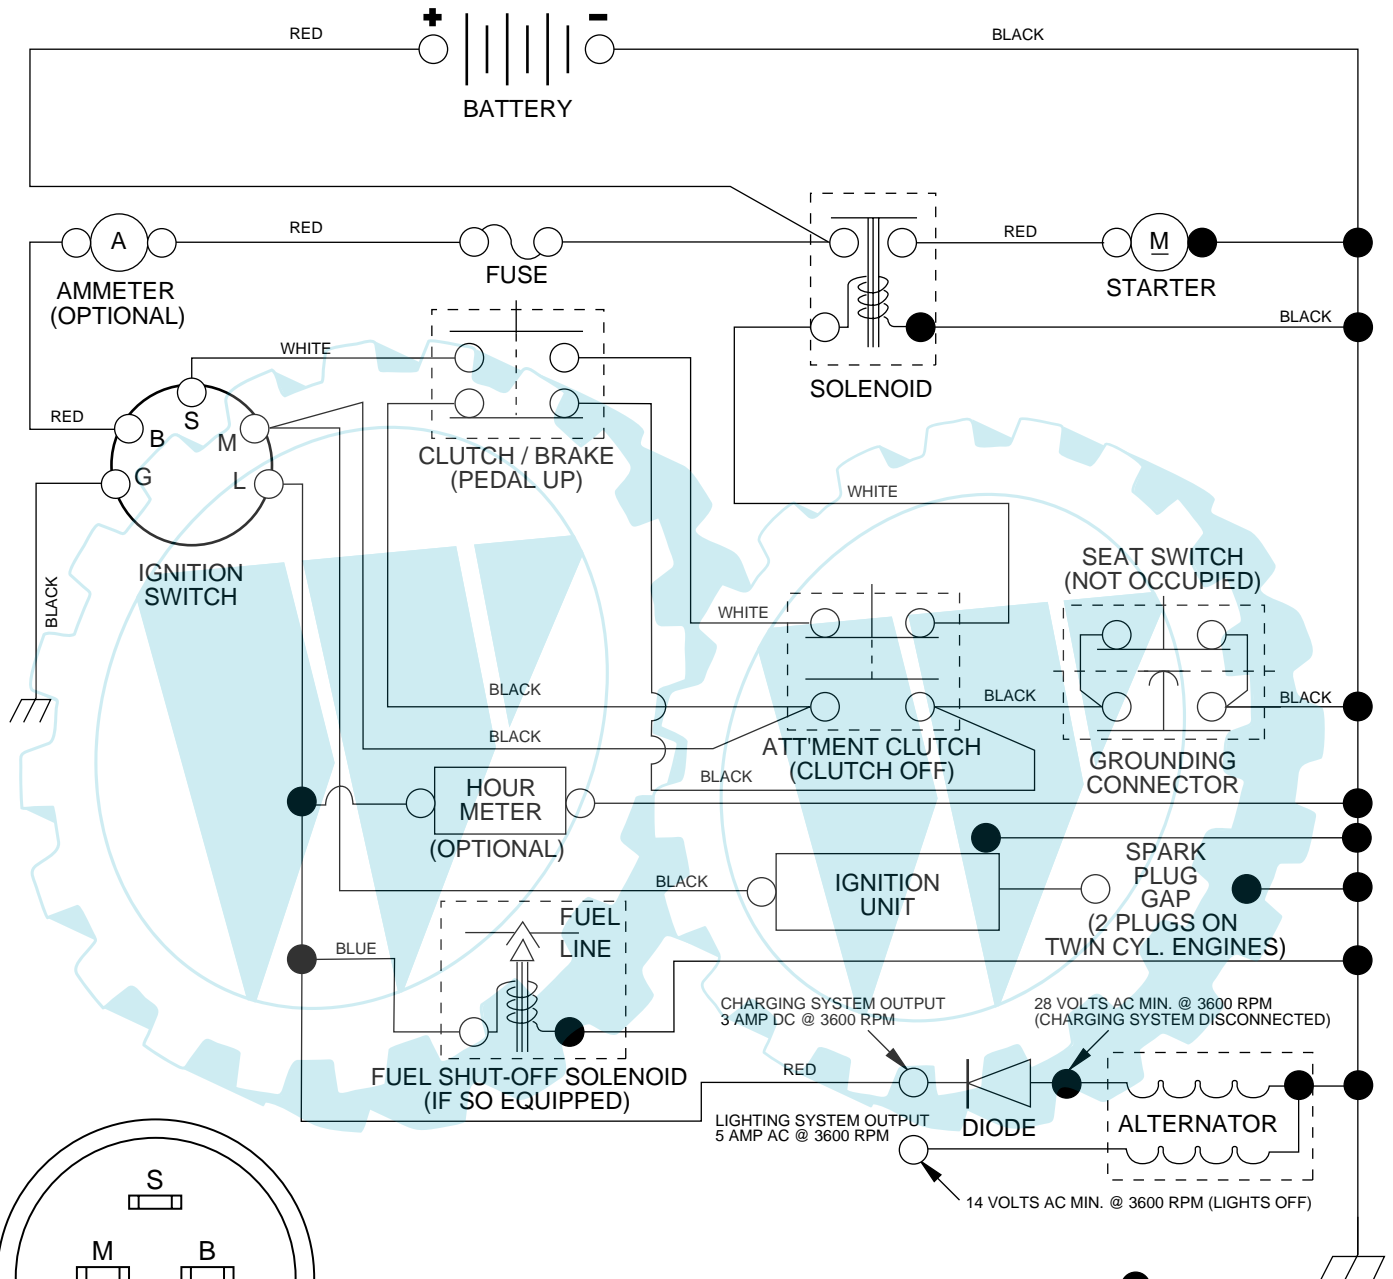 +
-
RED
BLACK
BATTERY
A
RED
RED
M
FUSE
STARTER
AMMETER
(OPTIONAL)
BLACK
WHITE
SOLENOID
RED
S
B
M
G
L
CLUTCH / BRAKE
(PEDAL UP)
WHITE
IGNITION
SWITCH
BLACK
SEAT SWITCH
(NOT OCCUPIED)
WHITE
BLACK
BLACK
BLACK
BLACK
ATT'MENT CLUTCH
(CLUTCH OFF)
BLACK
GROUNDING
CONNECTOR
HOUR
METER
(OPTIONAL)
BLACK
IGNITION
UNIT
SPARK
PLUG
GAP
(2 PLUGS ON
TWIN CYL. ENGINES)
FUEL
LINE
BLUE
CHARGING SYSTEM OUTPUT
3 AMP DC @ 3600 RPM
28 VOLTS AC MIN. @ 3600 RPM
(CHARGING SYSTEM DISCONNECTED)
FUEL SHUT-OFF SOLENOID
(IF SO EQUIPPED)
RED
LIGHTING SYSTEM OUTPUT
5 AMP AC @ 3600 RPM
DIODE
ALTERNATOR
14 VOLTS AC MIN. @ 3600 RPM (LIGHTS OFF)
S
M
B